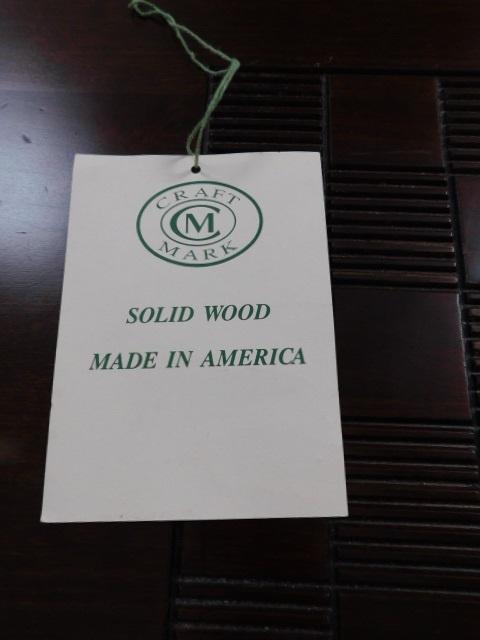 CRAFT
CM
MARK
SOLID WOOD
MADE IN AMERICA